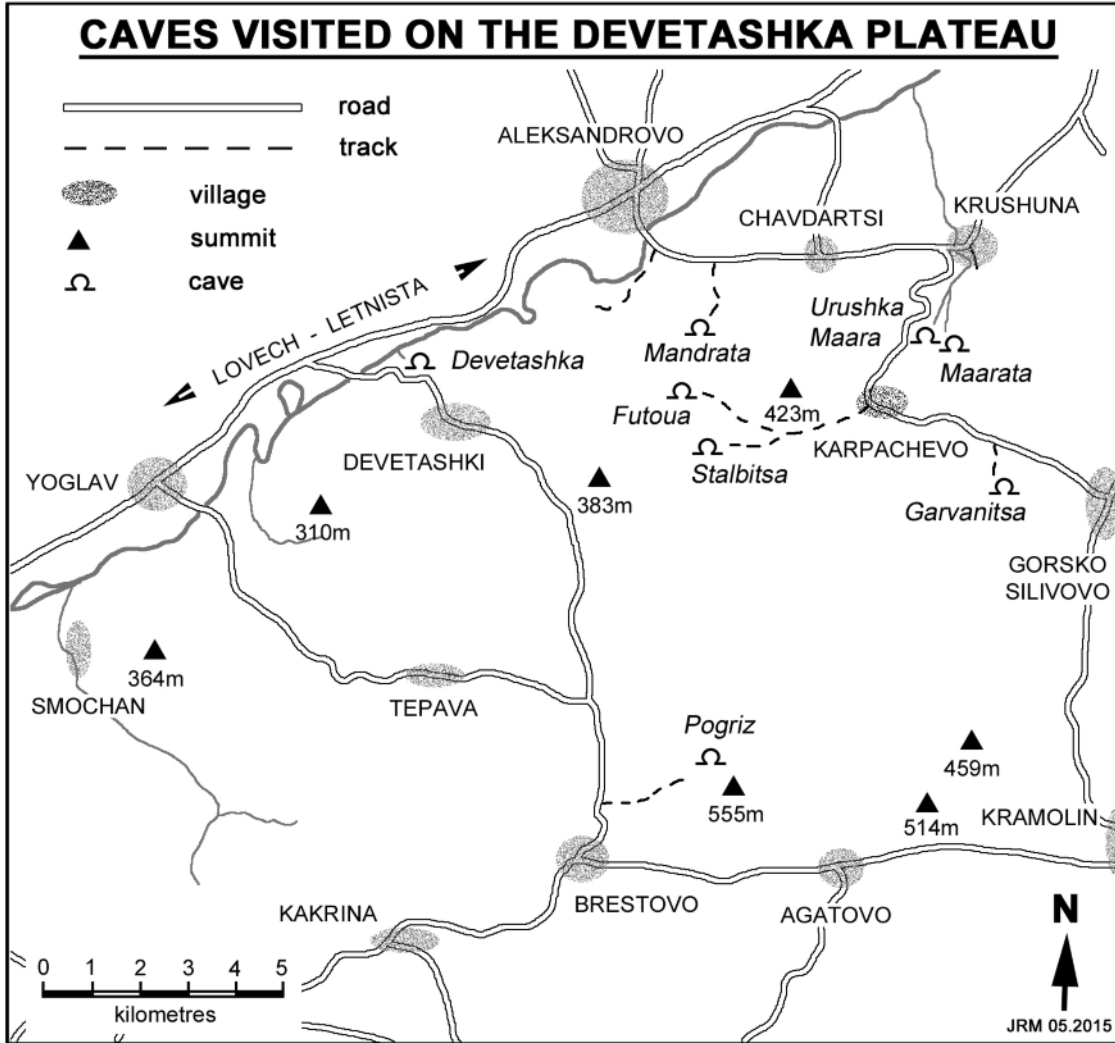 CAVES VISITED ON THE DEVETASHKA PLATEAU
road
track
village
summit
cave
ALEKSANDROVO
CHAVDARTSI
KRUSHUNA
LOVECH - LETNISTA
Urushka
Maara
Mandrata
Maarata
Devetashka
Futoua
423m
Stalbitsa
KARPACHEVO
DEVETASHKI
YOGLAV
383m
310m
Garvanitsa
GORSKO
SILIVOVO
364m
SMOCHAN
TEPAVA
Pogriz
459m
555m
514m
KRAMOLIN
BRESTOVO
AGATOVO
KAKRINA
N
0 1 2 3 4 5
kilometres
JRM 05.2015